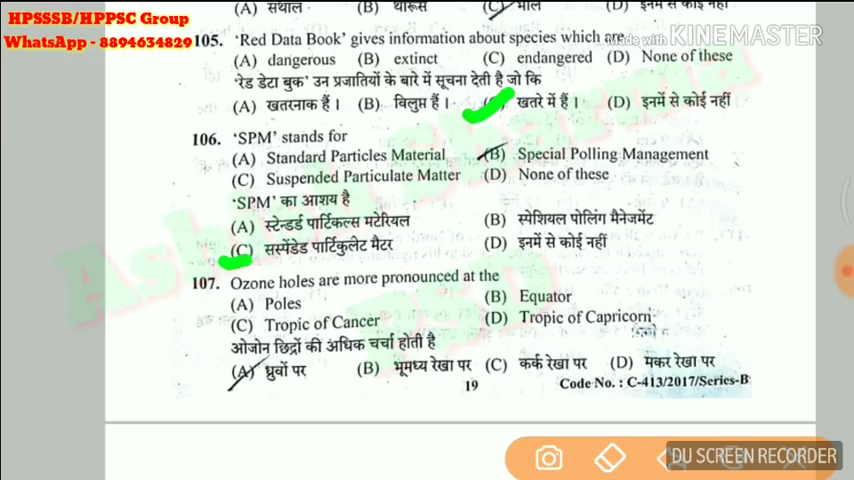 (A) संथाल (B) थारूस (C) भील (D) इनमें से कोई नहीं
HPSSSB/HPPSC Group
WhatsApp - 8894634829
Made with KINEMASTER
105. 'Red Data Book' gives information about species which are
(A) dangerous (B) extinct (C) endangered (D) None of these
'रेड डेटा बुक' उन प्रजातियों के बारे में सूचना देती है जो कि
(A) खतरनाक हैं। (B) विलुप्त हैं। (C) खतरे में हैं। (D) इनमें से कोई नहीं
106. 'SPM' stands for
(A) Standard Particles Material (B) Special Polling Management
(C) Suspended Particulate Matter (D) None of these
'SPM' का आशय है
(A) स्टेन्डर्ड पार्टिकल्स मटेरियल (B) स्पेशियल पोलिंग मैनेजमेंट
(C) सस्पेंडेड पार्टिकुलेट मैटर (D) इनमें से कोई नहीं
107. Ozone holes are more pronounced at the
(A) Poles (B) Equator
(C) Tropic of Cancer (D) Tropic of Capricorn
ओजोन छिद्रों की अधिक चर्चा होती है
(A) ध्रुवों पर (B) भूमध्य रेखा पर (C) कर्क रेखा पर (D) मकर रेखा पर
19 Code No. : C-413/2017/Series-B
DU SCREEN RECORDER